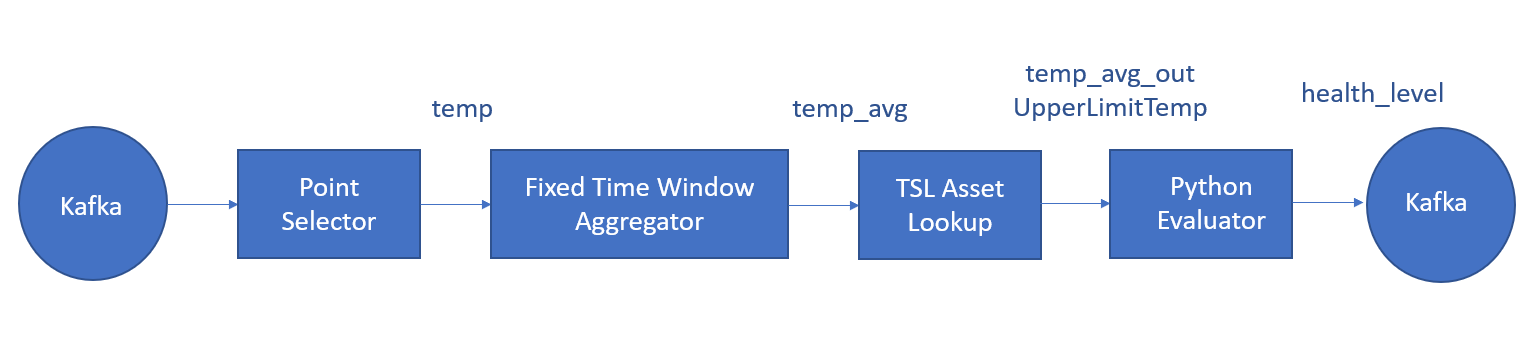 Kafka
Point
Selector
temp
Fixed Time Window
Aggregator
temp_avg
TSL Asset
Lookup
temp_avg_out
UpperLimitTemp
Python
Evaluator
health_level
Kafka